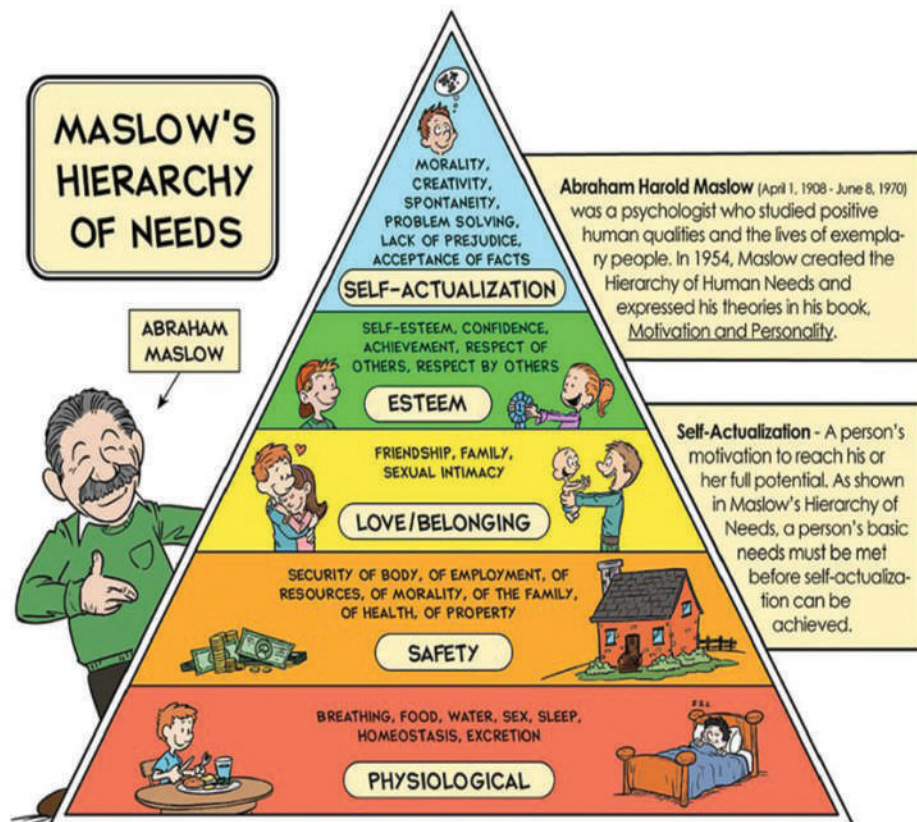 MASLOW'S
HIERARCHY
OF NEEDS
ABRAHAM
MASLOW
MORALITY,
CREATIVITY,
SPONTANEITY,
PROBLEM SOLVING,
LACK OF PREJUDICE,
ACCEPTANCE OF FACTS
SELF-ACTUALIZATION
SELF-ESTEEM, CONFIDENCE,
ACHIEVEMENT, RESPECT OF
OTHERS, RESPECT BY OTHERS
ESTEEM
FRIENDSHIP, FAMILY,
SEXUAL INTIMACY
LOVE/BELONGING
SECURITY OF BODY, OF EMPLOYMENT, OF
RESOURCES, OF MORALITY, OF THE FAMILY,
OF HEALTH, OF PROPERTY
SAFETY
BREATHING, FOOD, WATER, SEX, SLEEP,
HOMEOSTASIS, EXCRETION
PHYSIOLOGICAL
Abraham Harold Maslow (April 1, 1908 - June 8, 1970)
was a psychologist who studied positive
human qualities and the lives of exempla-
ry people. In 1954, Maslow created the
Hierarchy of Human Needs and
expressed his theories in his book,
Motivation and Personality.
Self-Actualization - A person's
motivation to reach his or
her full potential. As shown
in Maslow's Hierarchy of
Needs, a person's basic
needs must be met
before self-actualiza-
tion can be
achieved.